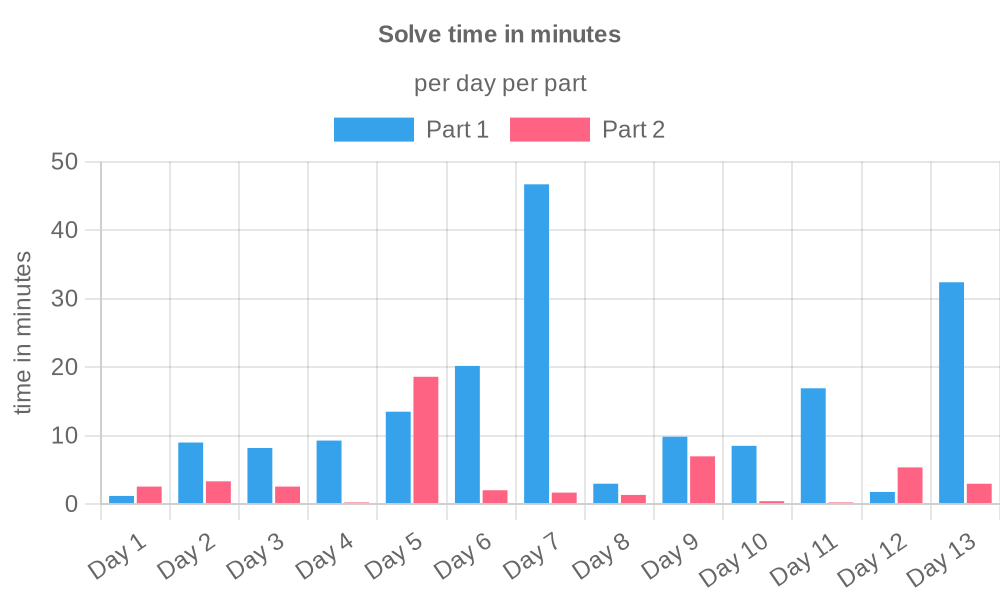 Solve time in minutes
per day per part
Part 1 Part 2
time in minutes
50
40
30
20
10
0
Day 1 Day 2 Day 3 Day 4 Day 5 Day 6 Day 7 Day 8 Day 9 Day 10 Day 11 Day 12 Day 13